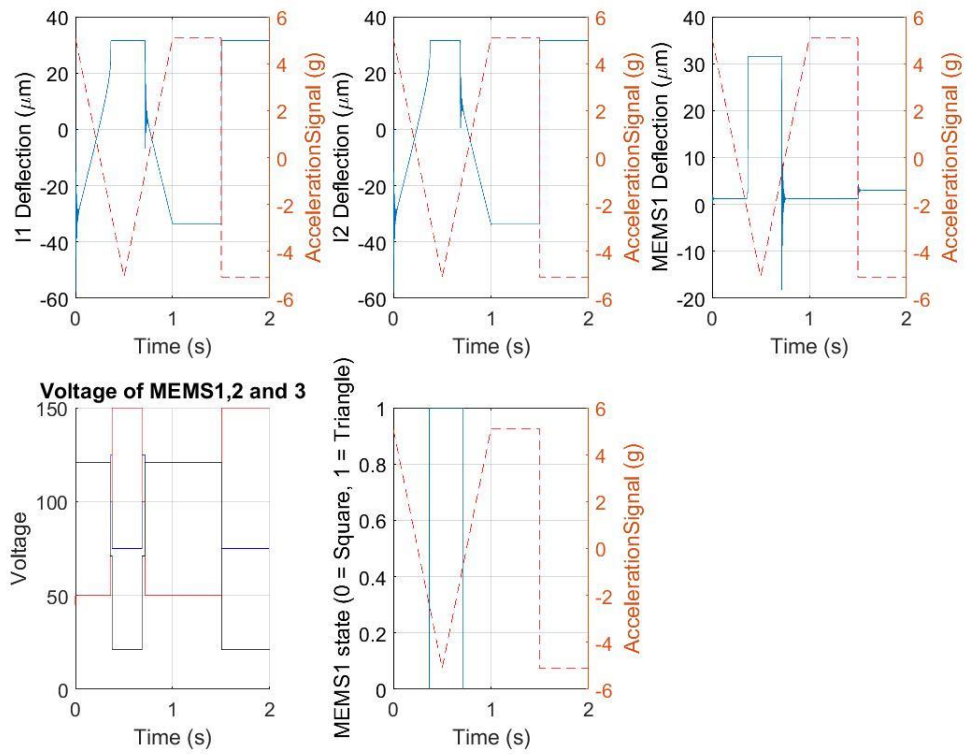 40
20
0
-20
-40
-60
I1 Deflection (μm)
6
4
2
0
-2
-4
-6
AccelerationSignal (g)
0 1 2
Time (s)
40
20
0
-20
-40
-60
I2 Deflection (μm)
6
4
2
0
-2
-4
-6
AccelerationSignal (g)
0 1 2
Time (s)
40
30
20
10
0
-10
-20
MEMS1 Deflection (μm)
6
4
2
0
-2
-4
-6
AccelerationSignal (g)
0 1 2
Time (s)
Voltage of MEMS1,2 and 3
150
100
50
0
Voltage
0 1 2
Time (s)
1
0.8
0.6
0.4
0.2
0
MEMS1 state (0 = Square, 1 = Triangle)
6
4
2
0
-2
-4
-6
AccelerationSignal (g)
0 1 2
Time (s)